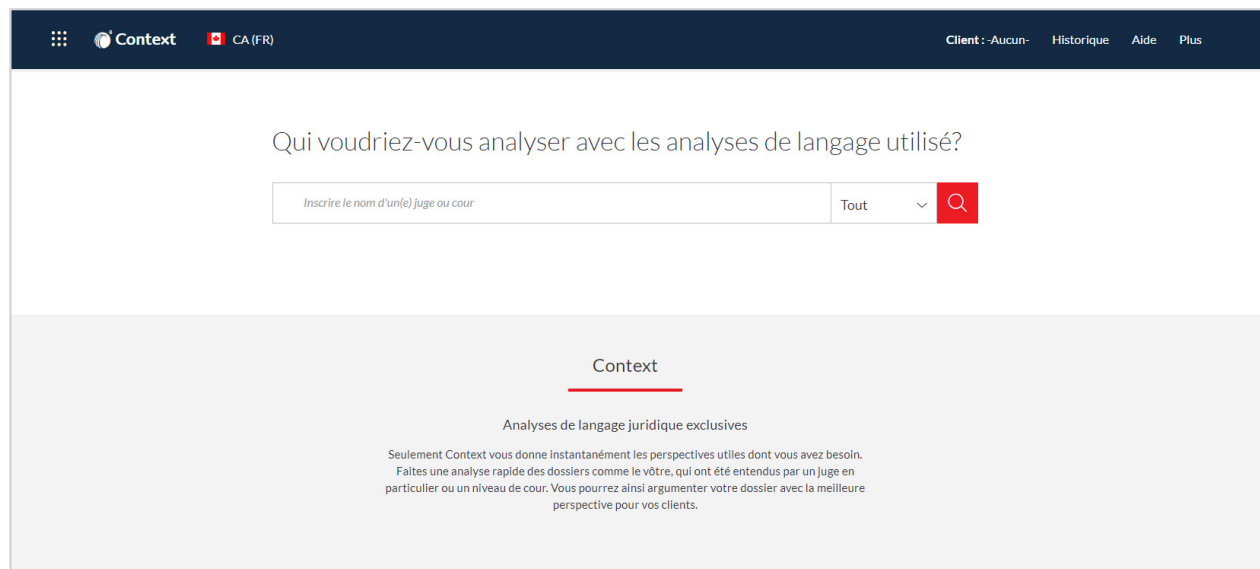 Context CA (FR) Client : -Aucun- Historique Aide Plus
Qui voudriez-vous analyser avec les analyses de langage utilisé?
Inscrire le nom d'un(e) juge ou cour Tout
Context
Analyses de langage juridique exclusives
Seulement Context vous donne instantanément les perspectives utiles dont vous avez besoin.
Faites une analyse rapide des dossiers comme le vôtre, qui ont été entendus par un juge en
particulier ou un niveau de cour. Vous pourrez ainsi argumenter votre dossier avec la meilleure
perspective pour vos clients.